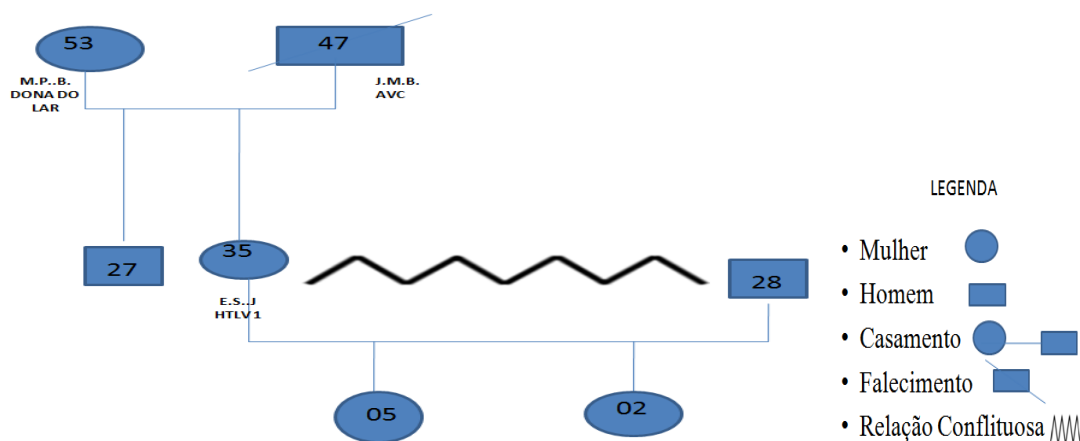 53
47
M.P..B.
DONA DO
LAR
J.M.B.
AVC
27
35
28
E.S..J
HTLV 1
05
02
LEGENDA
• Mulher
• Homem
• Casamento
• Falecimento
• Relação Conflituosa